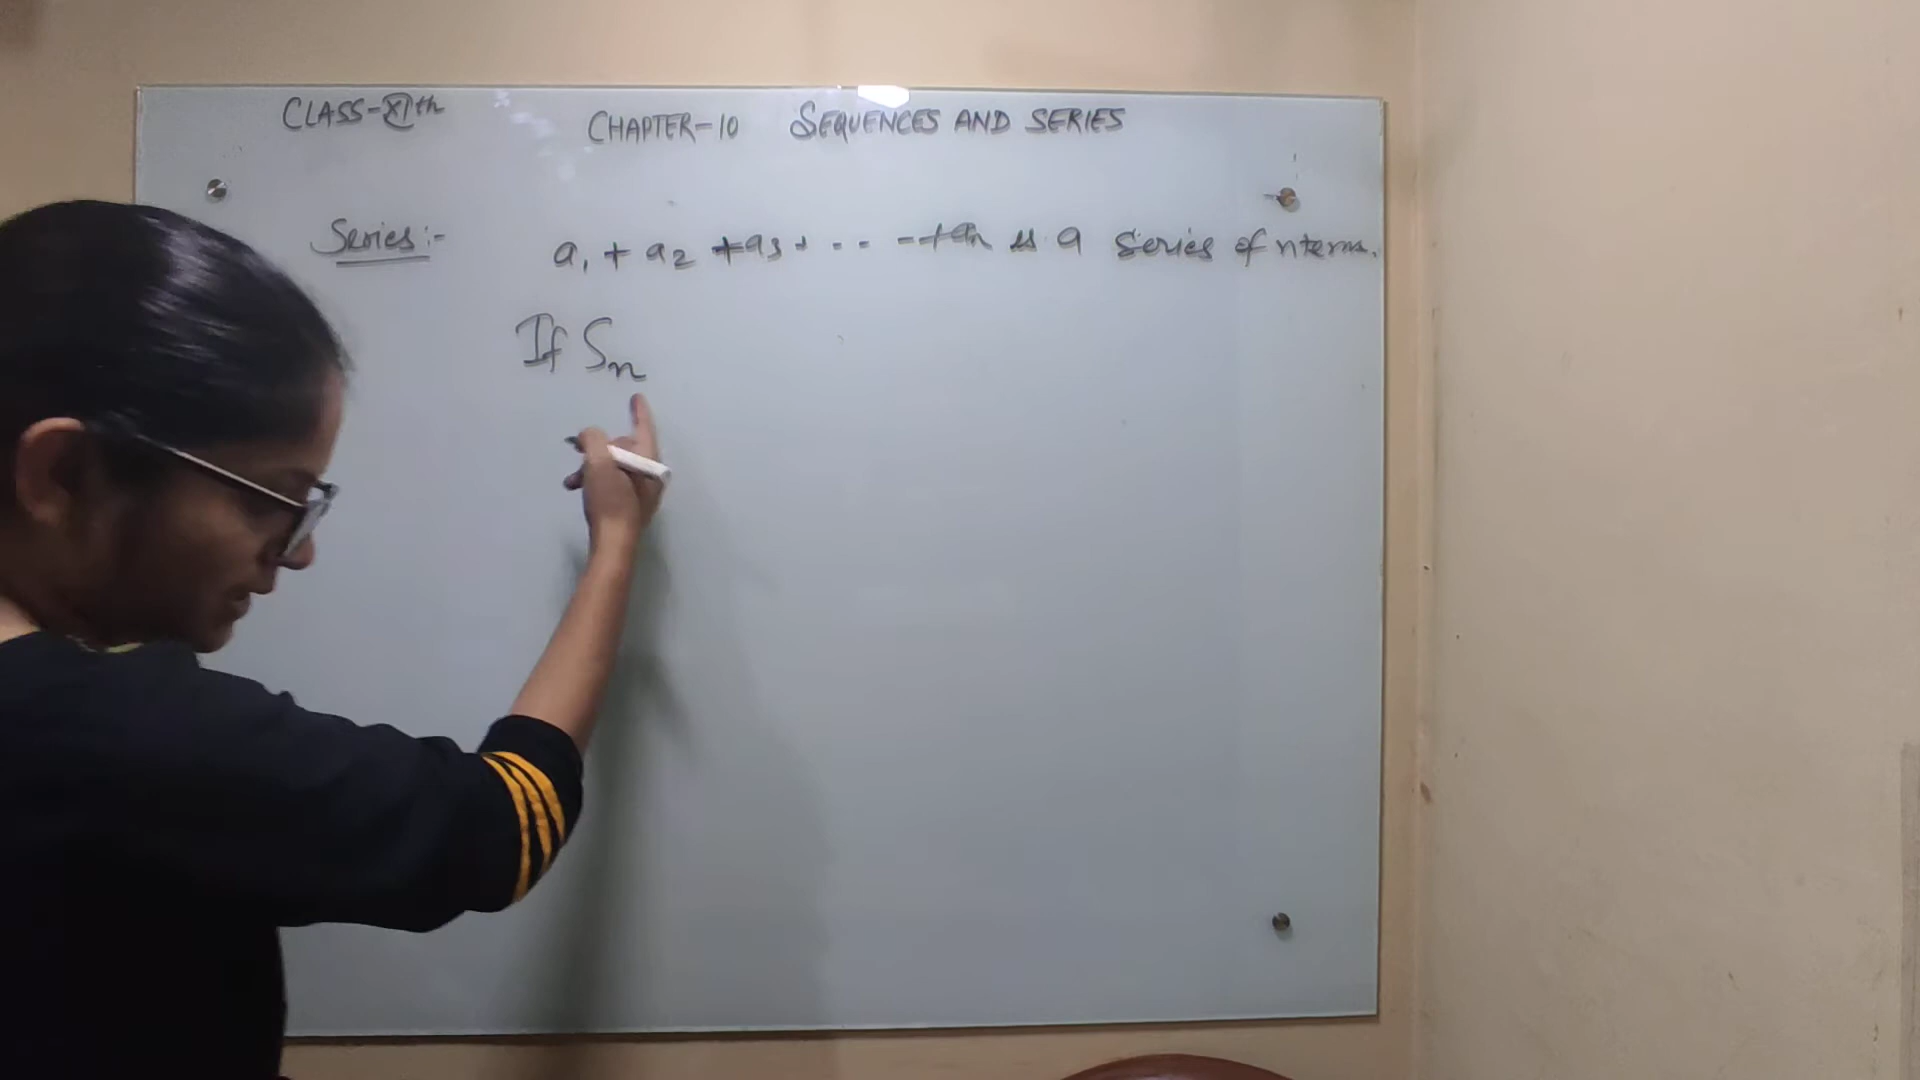 CLASS-XIth
CHAPTER-10 SEQUENCES AND SERIES
Series:- a₁ + a₂ + a₃ + . . . - + an is a series of n terms.
If Sn